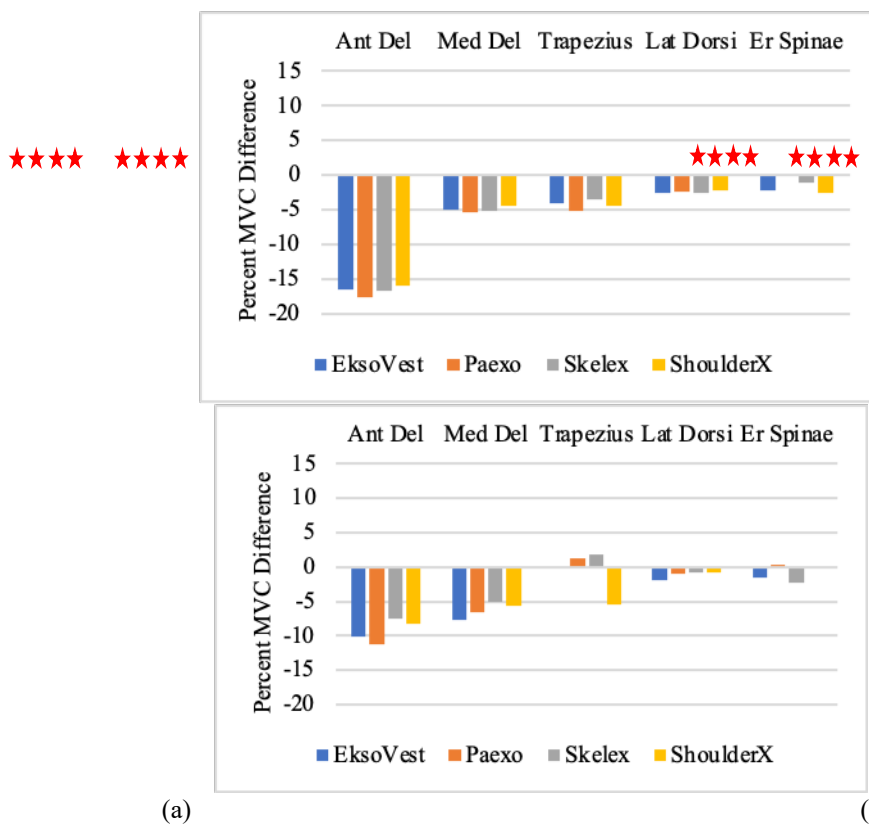 Ant Del Med Del Trapezius Lat Dorsi Er Spinae
15
10
5
0
-5
-10
-15
-20
Percent MVC Difference
EksoVest Paexo Skelex ShoulderX
Ant Del Med Del Trapezius Lat Dorsi Er Spinae
15
10
5
0
-5
-10
-15
-20
Percent MVC Difference
EksoVest Paexo Skelex ShoulderX
(a) (